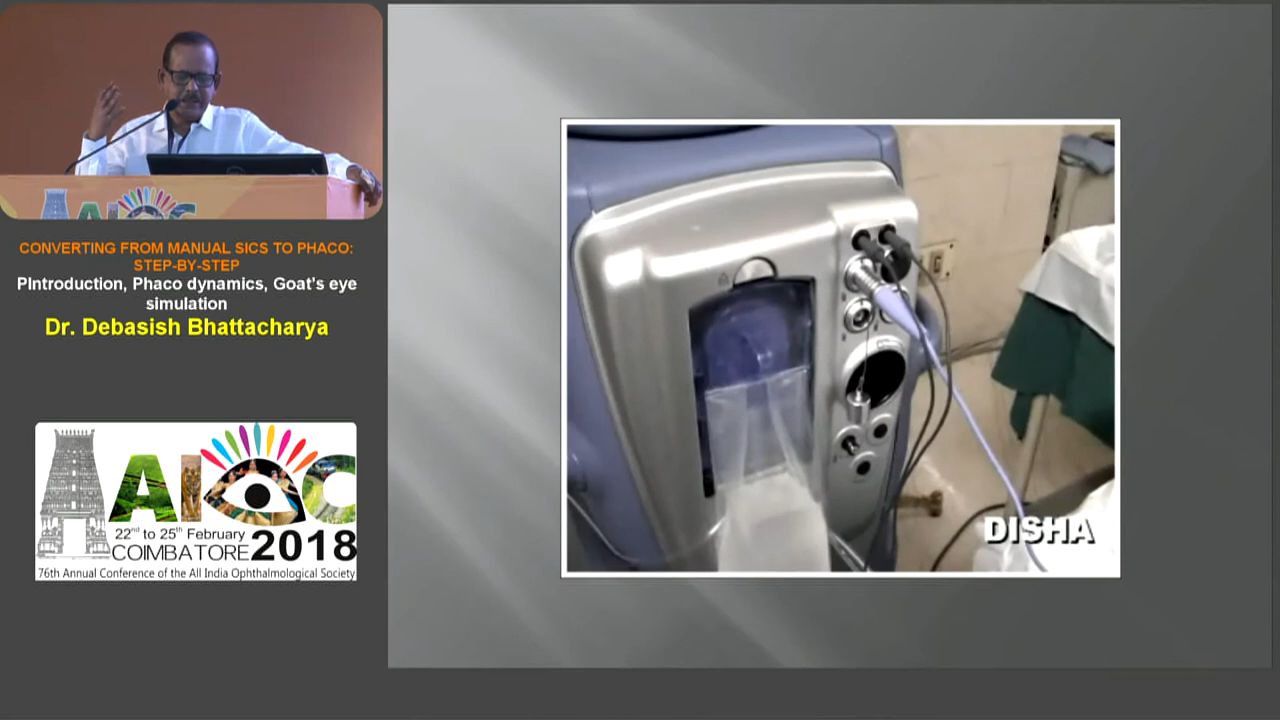 CONVERTING FROM MANUAL SICS TO PHACO:
STEP-BY-STEP
PIntroduction, Phaco dynamics, Goat's eye
simulation
Dr. Debasish Bhattacharya
AIOC
22nd to 25th February
COIMBATORE 2018
76th Annual Conference of the All India Ophthalmological Society
DISHA